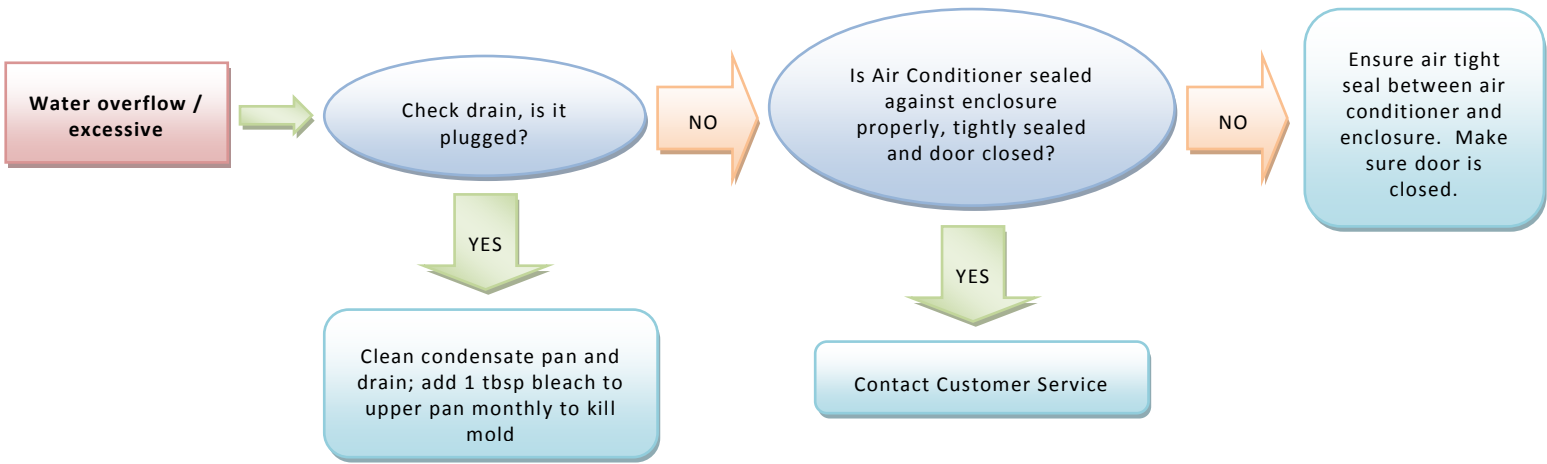 Water overflow /
excessive
Check drain, is it
plugged?
NO
Is Air Conditioner sealed
against enclosure
properly, tightly sealed
and door closed?
NO
Ensure air tight
seal between air
conditioner and
enclosure.  Make
sure door is
closed.
YES
Clean condensate pan and
drain; add 1 tbsp bleach to
upper pan monthly to kill
mold
YES
Contact Customer Service